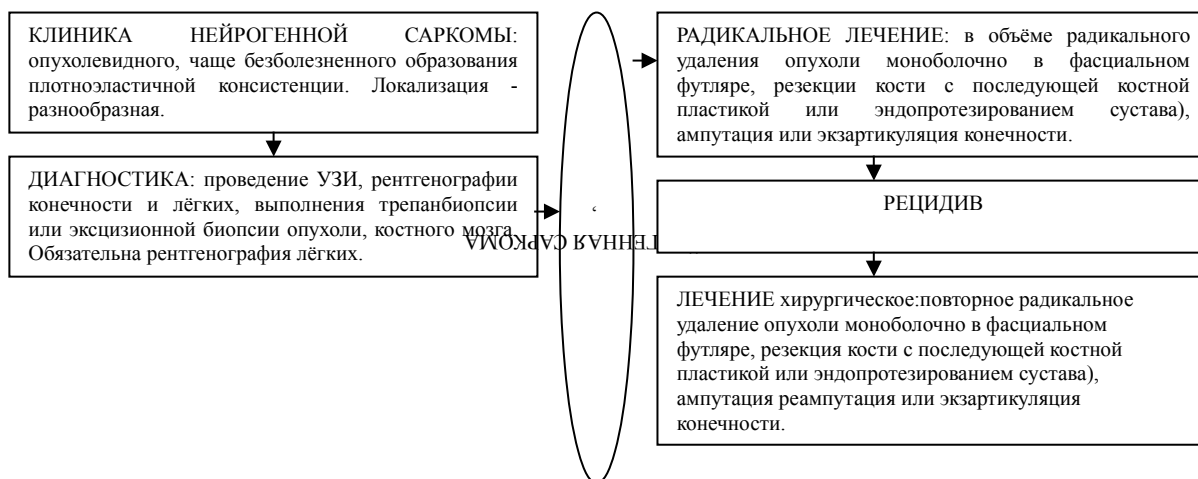 КЛИНИКА НЕЙРОГЕННОЙ САРКОМЫ:
опухолевидного, чаще безболезненного образования
плотноэластичной консистенции. Локализация -
разнообразная.
ДИАГНОСТИКА: проведение УЗИ, рентгенографии
конечности и лёгких, выполнения трепанбиопсии
или эксцизионной биопсии опухоли, костного мозга.
Обязательна рентгенография лёгких.
САРКОМА
РАДИКАЛЬНОЕ ЛЕЧЕНИЕ: в объёме радикального
удаления опухоли моноболочно в фасциальном
футляре, резекции кости с последующей костной
пластикой или эндопротезированием сустава),
ампутация или экзартикуляция конечности.
РЕЦИДИВ
ЛЕЧЕНИЕ хирургическое:повторное радикальное
удаление опухоли моноболочно в фасциальном
футляре, резекция кости с последующей костной
пластикой или эндопротезированием сустава),
ампутация реампутация или экзартикуляция
конечности.